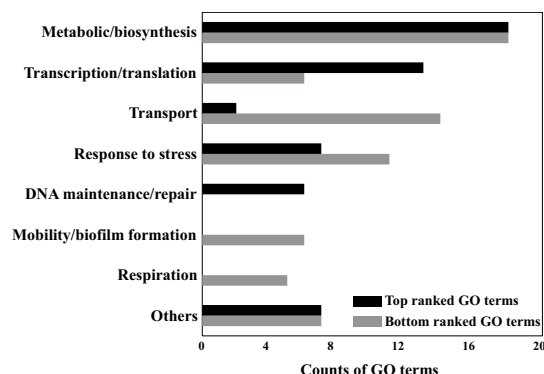 Metabolic/biosynthesis
Transcription/translation
Transport
Response to stress
DNA maintenance/repair
Mobility/biofilm formation
Respiration
Others
Top ranked GO terms
Bottom ranked GO terms
0 4 8 12 16 20
Counts of GO terms